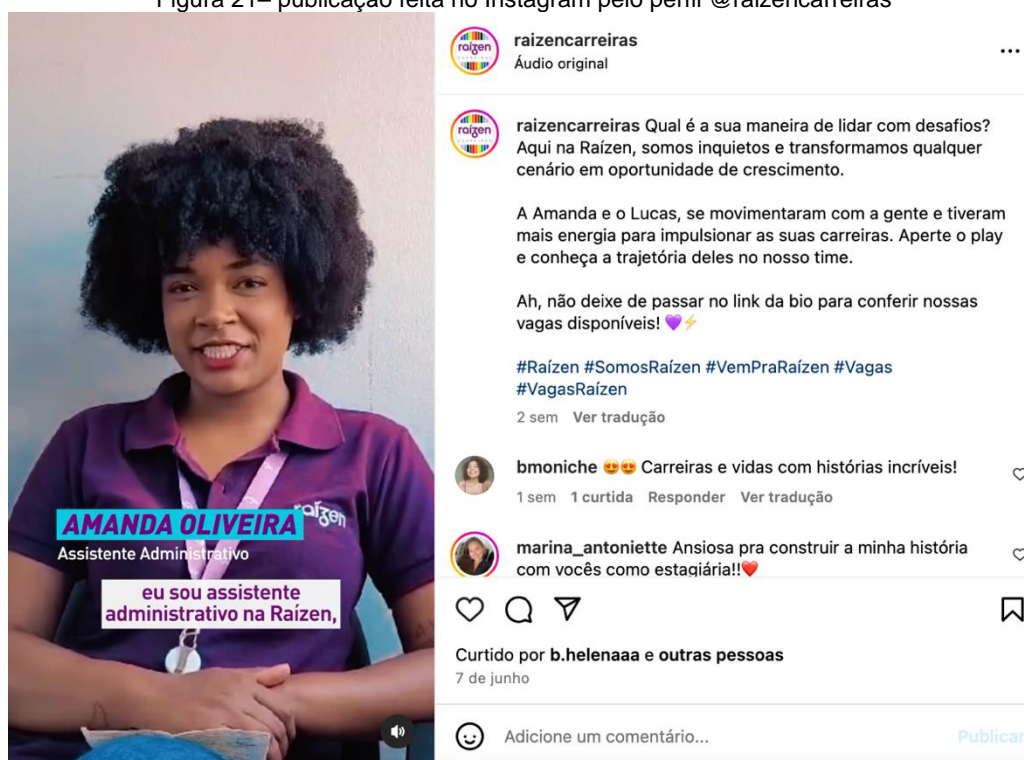 Figura 21– publicação feita no Instagram pelo perfil @raizencarreiras
raízen
AMANDA OLIVEIRA
Assistente Administrativo
eu sou assistente
administrativo na Raízen,
raízen
raizencarreiras
Áudio original
raízen
raizencarreiras Qual é a sua maneira de lidar com desafios?
Aqui na Raízen, somos inquietos e transformamos qualquer
cenário em oportunidade de crescimento.
A Amanda e o Lucas, se movimentaram com a gente e tiveram
mais energia para impulsionar as suas carreiras. Aperte o play
e conheça a trajetória deles no nosso time.
Ah, não deixe de passar no link da bio para conferir nossas
vagas disponíveis! 💜⚡
#Raízen #SomosRaízen #VemPraRaízen #Vagas
#VagasRaízen
2 sem Ver tradução
bmoniche 😍😍 Carreiras e vidas com histórias incríveis!
1 sem 1 curtida Responder Ver tradução
marina_antoniette Ansiosa pra construir a minha história
com vocês como estagiária!!❤️
Curtido por b.helenaaa e outras pessoas
7 de junho
Adicione um comentário...
Publicar